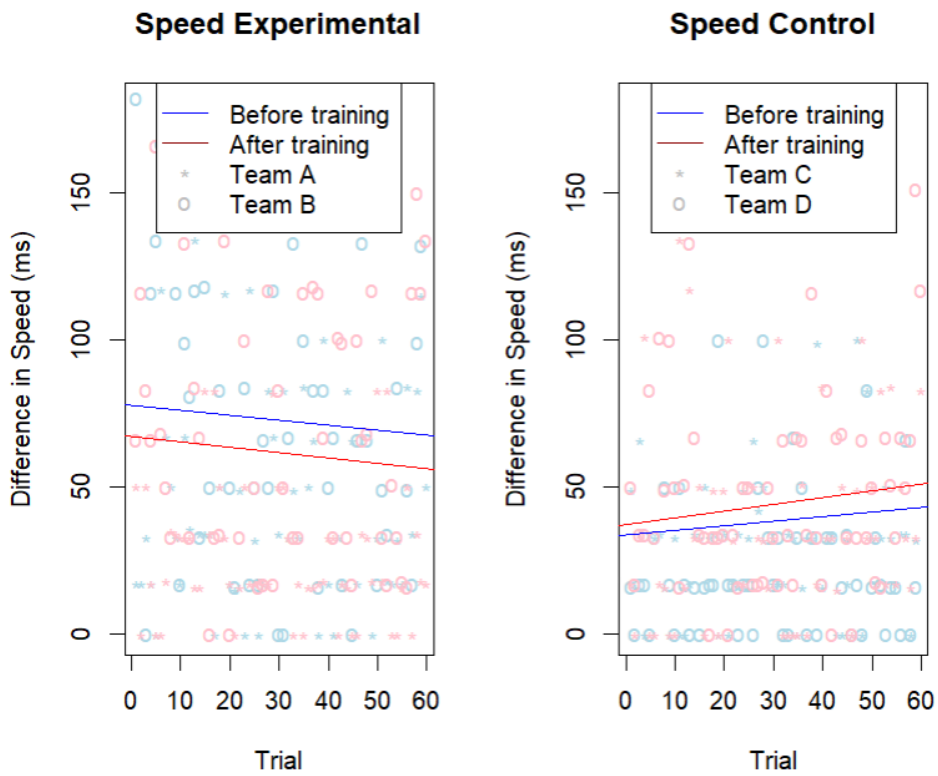 Speed Experimental
Before training
After training
* Team A
o Team B
Difference in Speed (ms)
0
50
100
150
0 10 20 30 40 50 60
Trial
Speed Control
Before training
After training
* Team C
o Team D
Difference in Speed (ms)
0
50
100
150
0 10 20 30 40 50 60
Trial